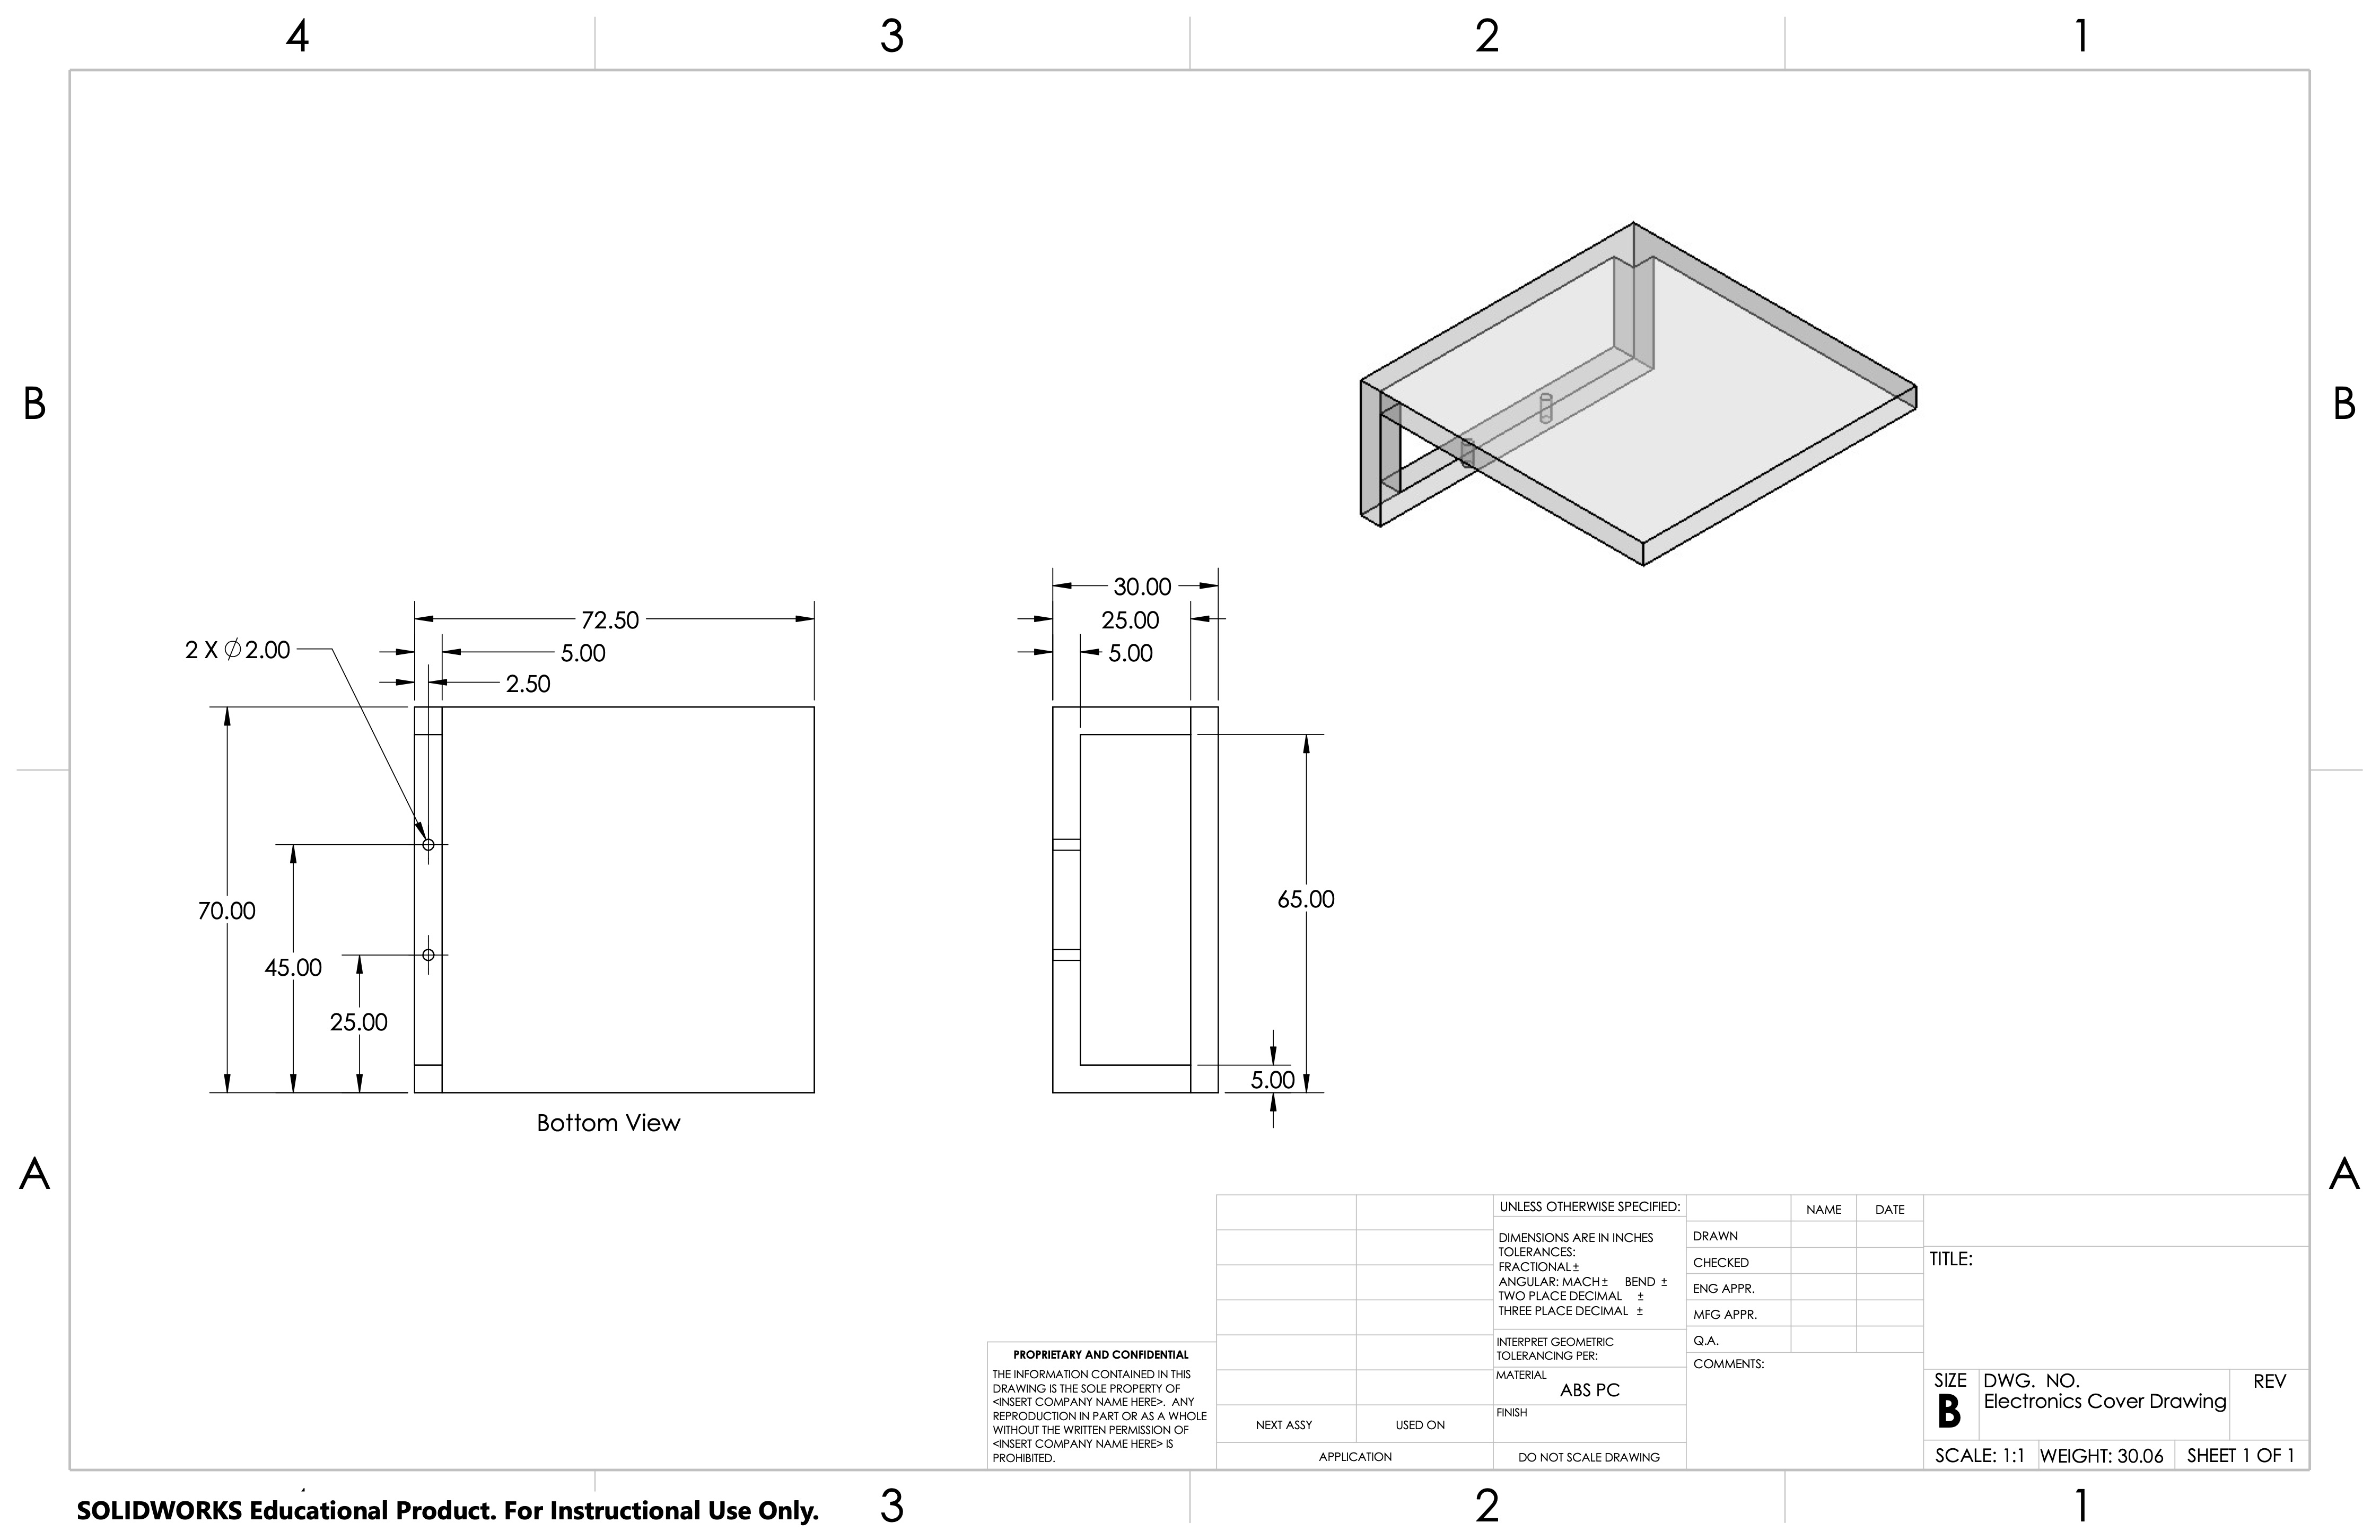 4 3 2 1
B B
30.00
72.50 25.00
2 X ∅2.00 5.00 5.00
2.50
65.00
70.00
45.00
25.00
5.00
Bottom View
A A
UNLESS OTHERWISE SPECIFIED:
DIMENSIONS ARE IN INCHES
TOLERANCES:
FRACTIONAL±
ANGULAR: MACH± BEND ±
TWO PLACE DECIMAL ±
THREE PLACE DECIMAL ±
INTERPRET GEOMETRIC
TOLERANCING PER:
MATERIAL
ABS PC
FINISH
DO NOT SCALE DRAWING
NAME DATE
DRAWN
CHECKED
ENG APPR.
MFG APPR.
Q.A.
COMMENTS:
TITLE:
SIZE DWG. NO. REV
B Electronics Cover Drawing
SCALE: 1:1 WEIGHT: 30.06 SHEET 1 OF 1
PROPRIETARY AND CONFIDENTIAL
THE INFORMATION CONTAINED IN THIS
DRAWING IS THE SOLE PROPERTY OF
<INSERT COMPANY NAME HERE>. ANY
REPRODUCTION IN PART OR AS A WHOLE
WITHOUT THE WRITTEN PERMISSION OF
<INSERT COMPANY NAME HERE> IS
PROHIBITED.
NEXT ASSY USED ON
APPLICATION
SOLIDWORKS Educational Product. For Instructional Use Only.
3 2 1